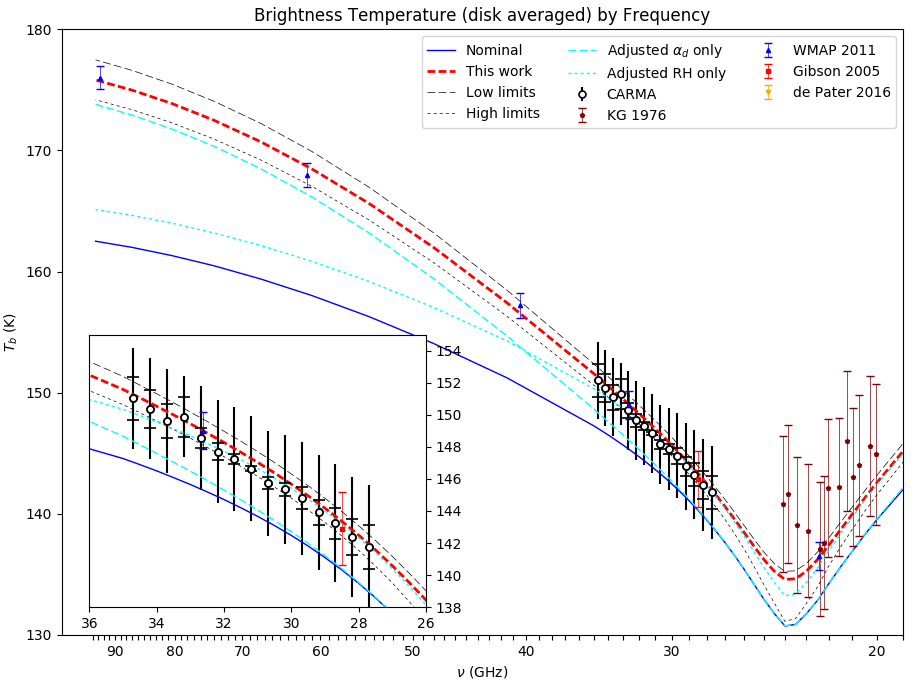 Brightness Temperature (disk averaged) by Frequency
180
170
160
150
140
130
T_b (K)
Nominal
This work
Low limits
High limits
Adjusted α_d only
Adjusted RH only
CARMA
KG 1976
WMAP 2011
Gibson 2005
de Pater 2016
154
152
150
148
146
144
142
140
138
36 34 32 30 28 26
90 80 70 60 50 40 30 20
ν (GHz)